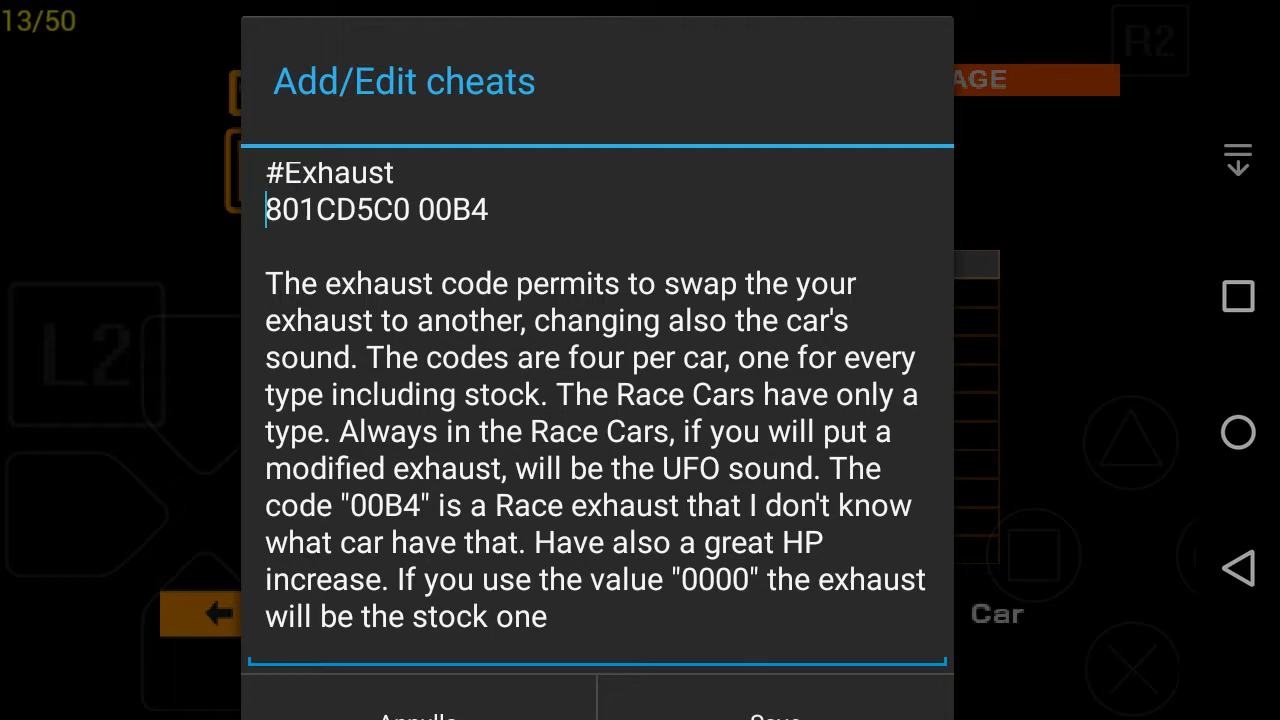 13/50
R2
AGE
Add/Edit cheats
#Exhaust
801CD5C0 00B4
The exhaust code permits to swap the your
exhaust to another, changing also the car's
sound. The codes are four per car, one for every
type including stock. The Race Cars have only a
type. Always in the Race Cars, if you will put a
modified exhaust, will be the UFO sound. The
code "00B4" is a Race exhaust that I don't know
what car have that. Have also a great HP
increase. If you use the value "0000" the exhaust
will be the stock one
L2
Car
Annulla
Save